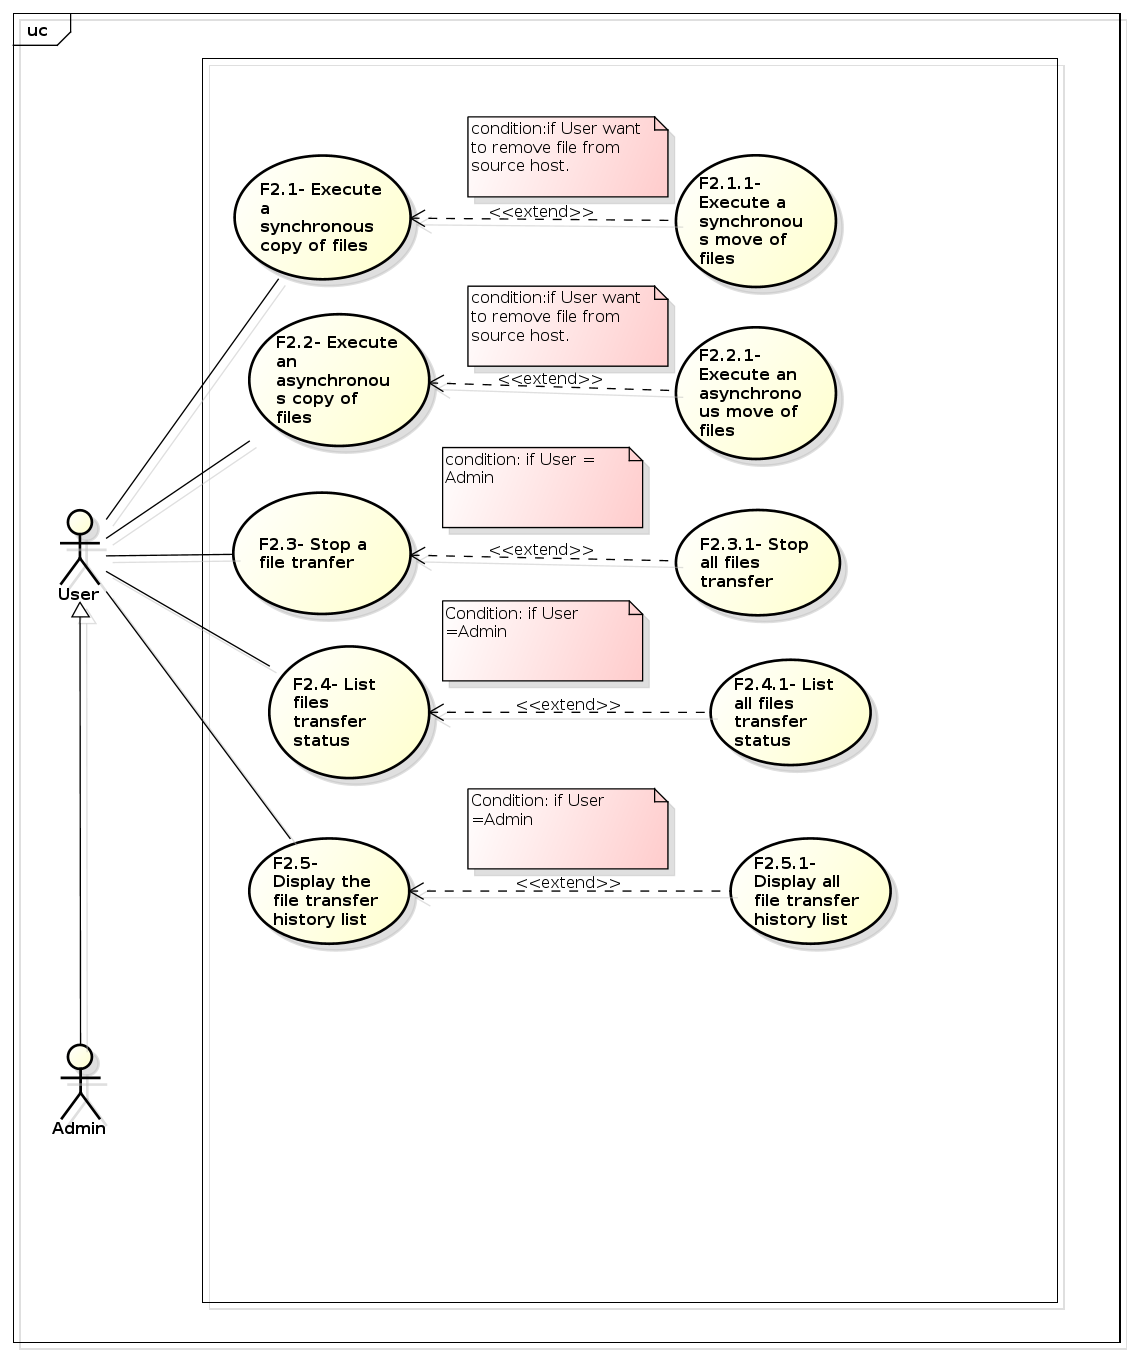 uc
condition:if User want
to remove file from
source host.
F2.1- Execute
a
synchronous
copy of files
<<extend>>
F2.1.1-
Execute a
synchronou
s move of
files
condition:if User want
to remove file from
source host.
F2.2- Execute
an
asynchronou
s copy of
files
<<extend>>
F2.2.1-
Execute an
asynchrono
us move of
files
condition: if User =
Admin
F2.3- Stop a
file tranfer
<<extend>>
F2.3.1- Stop
all files
transfer
User
Condition: if User
=Admin
F2.4- List
files
transfer
status
<<extend>>
F2.4.1- List
all files
transfer
status
Condition: if User
=Admin
F2.5-
Display the
file transfer
history list
<<extend>>
F2.5.1-
Display all
file transfer
history list
Admin